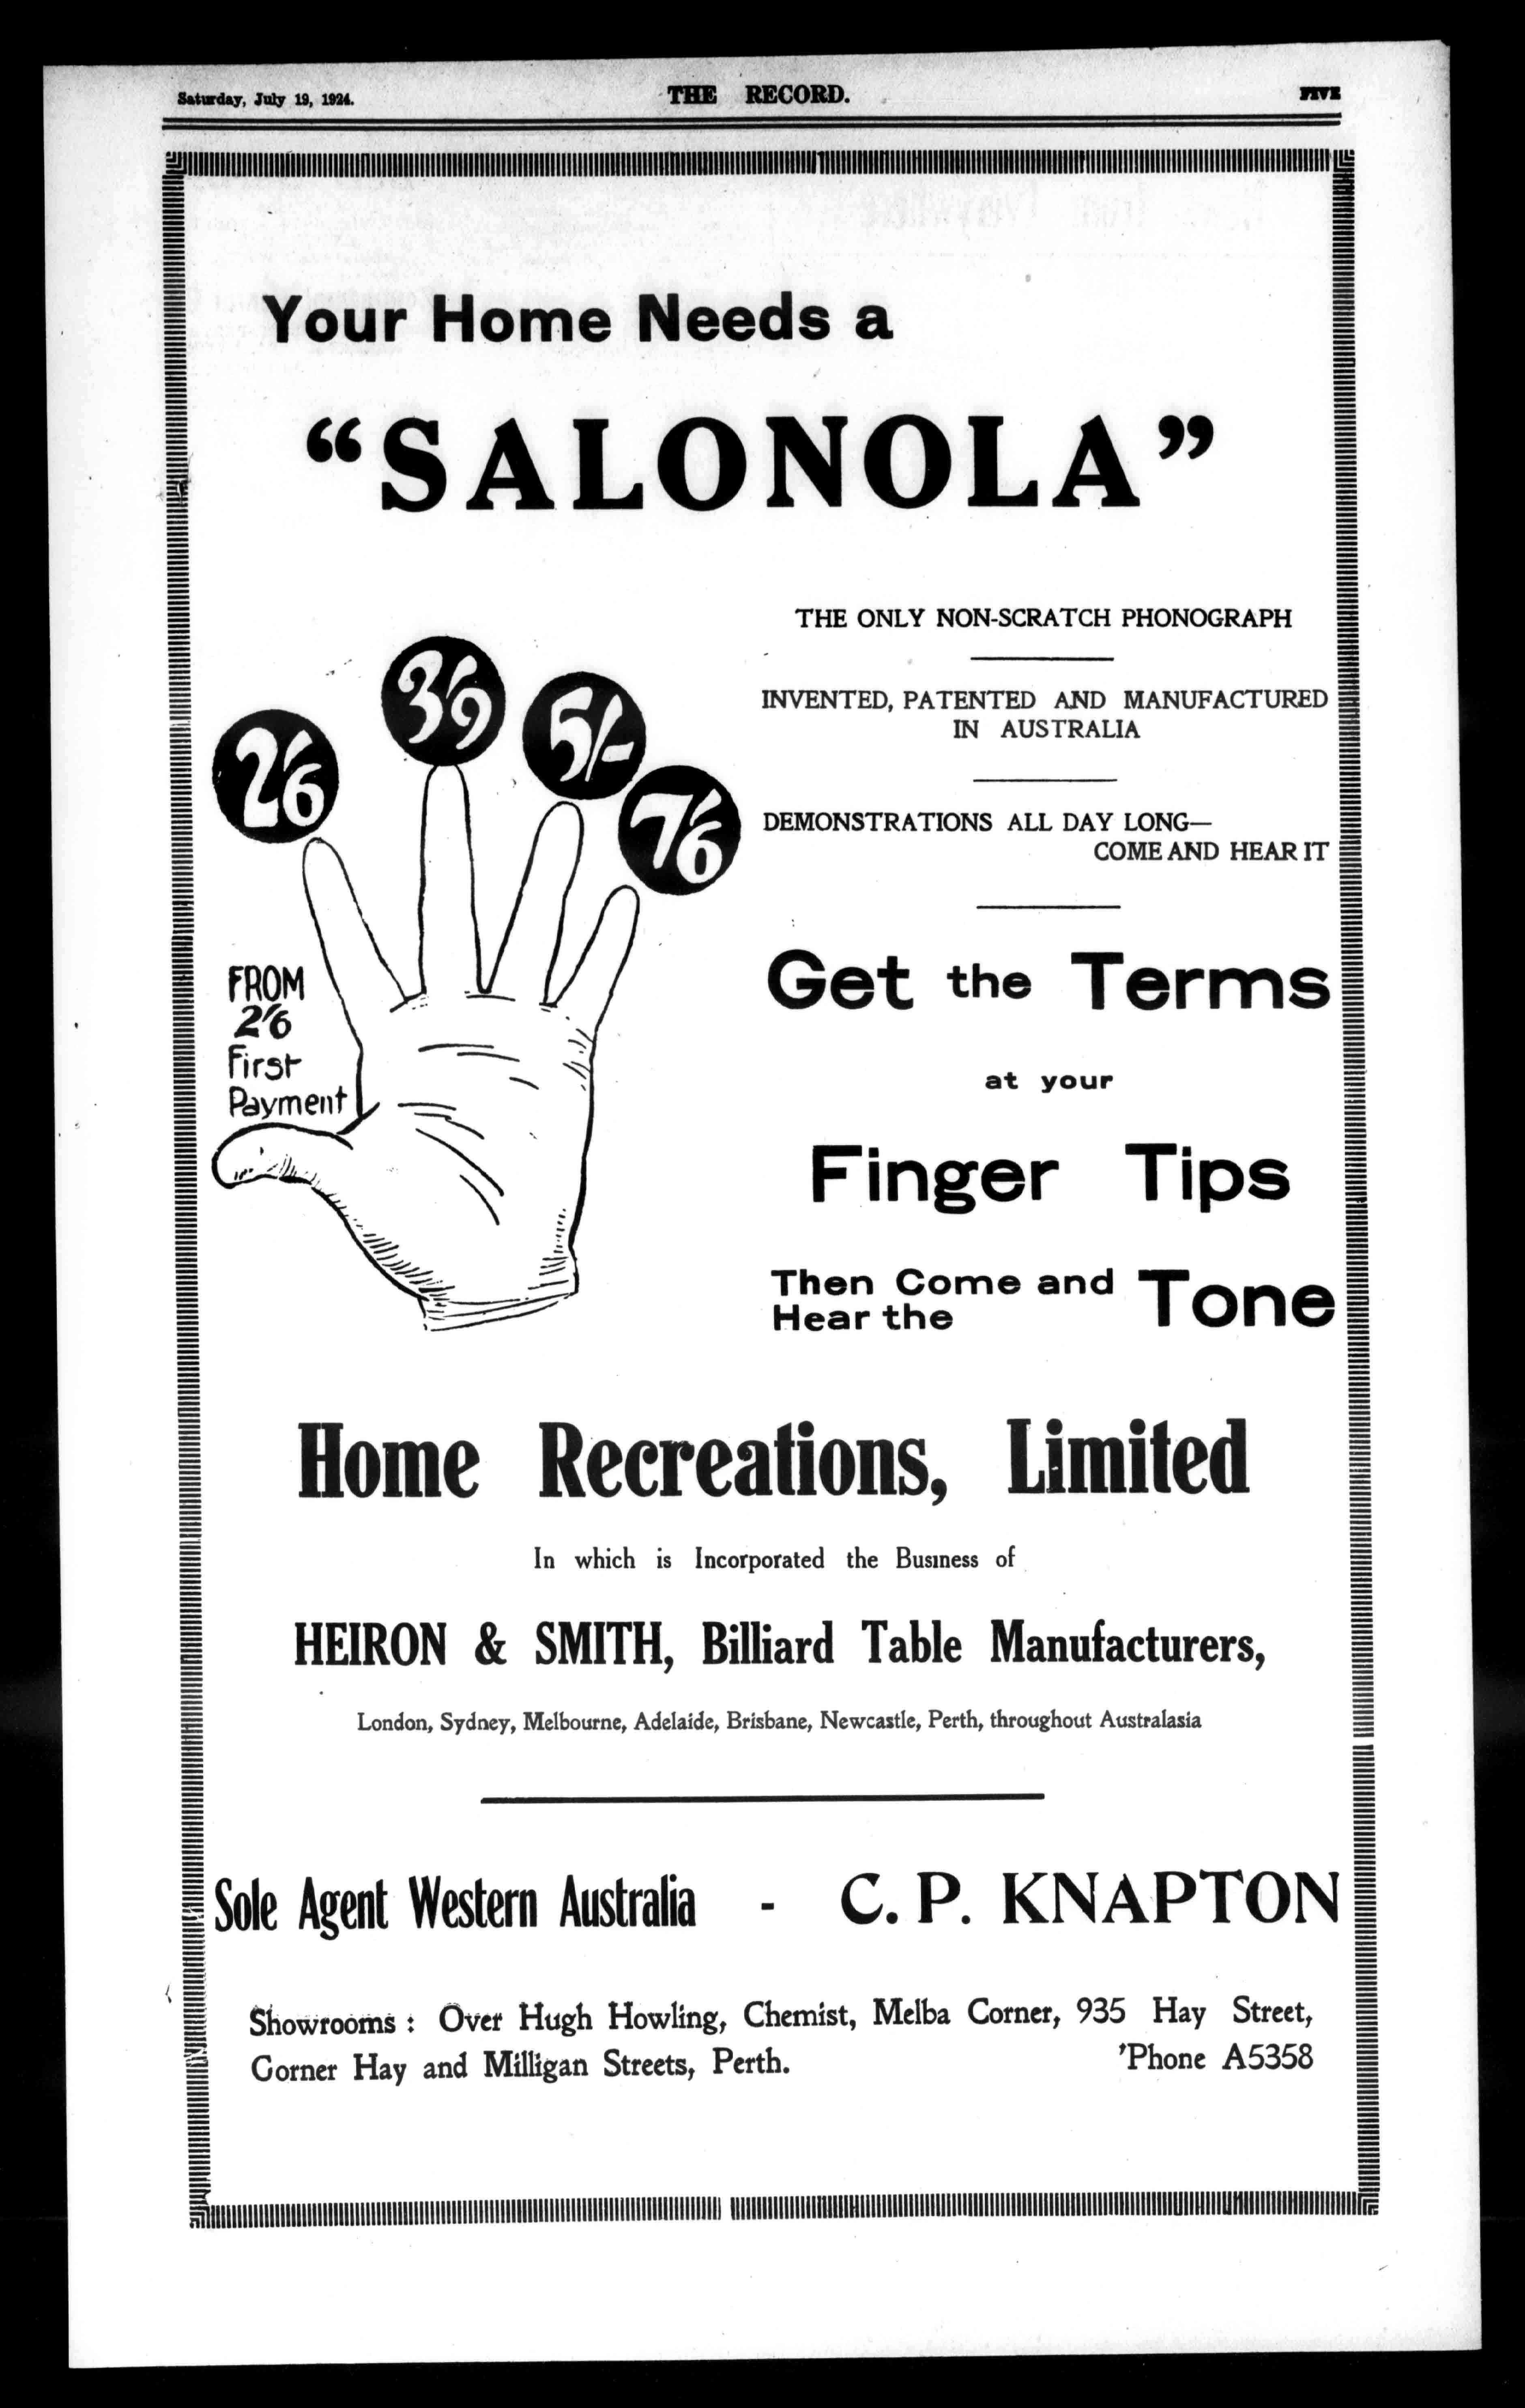 Saturday, July 19, 1924.
THE RECORD.
FIVE
Your Home Needs a
“SALONOLA”
THE ONLY NON-SCRATCH PHONOGRAPH
INVENTED, PATENTED AND MANUFACTURED
IN AUSTRALIA
DEMONSTRATIONS ALL DAY LONG—
COME AND HEAR IT
2/6
3/9
5/-
7/6
FROM
2/6
First
Payment
Get the Terms
at your
Finger Tips
Then Come and
Hear the Tone
Home Recreations, Limited
In which is Incorporated the Business of
HEIRON & SMITH, Billiard Table Manufacturers,
London, Sydney, Melbourne, Adelaide, Brisbane, Newcastle, Perth, throughout Australasia
Sole Agent Western Australia - C. P. KNAPTON
Showrooms : Over Hugh Howling, Chemist, Melba Corner, 935 Hay Street,
Corner Hay and Milligan Streets, Perth. 'Phone A5358